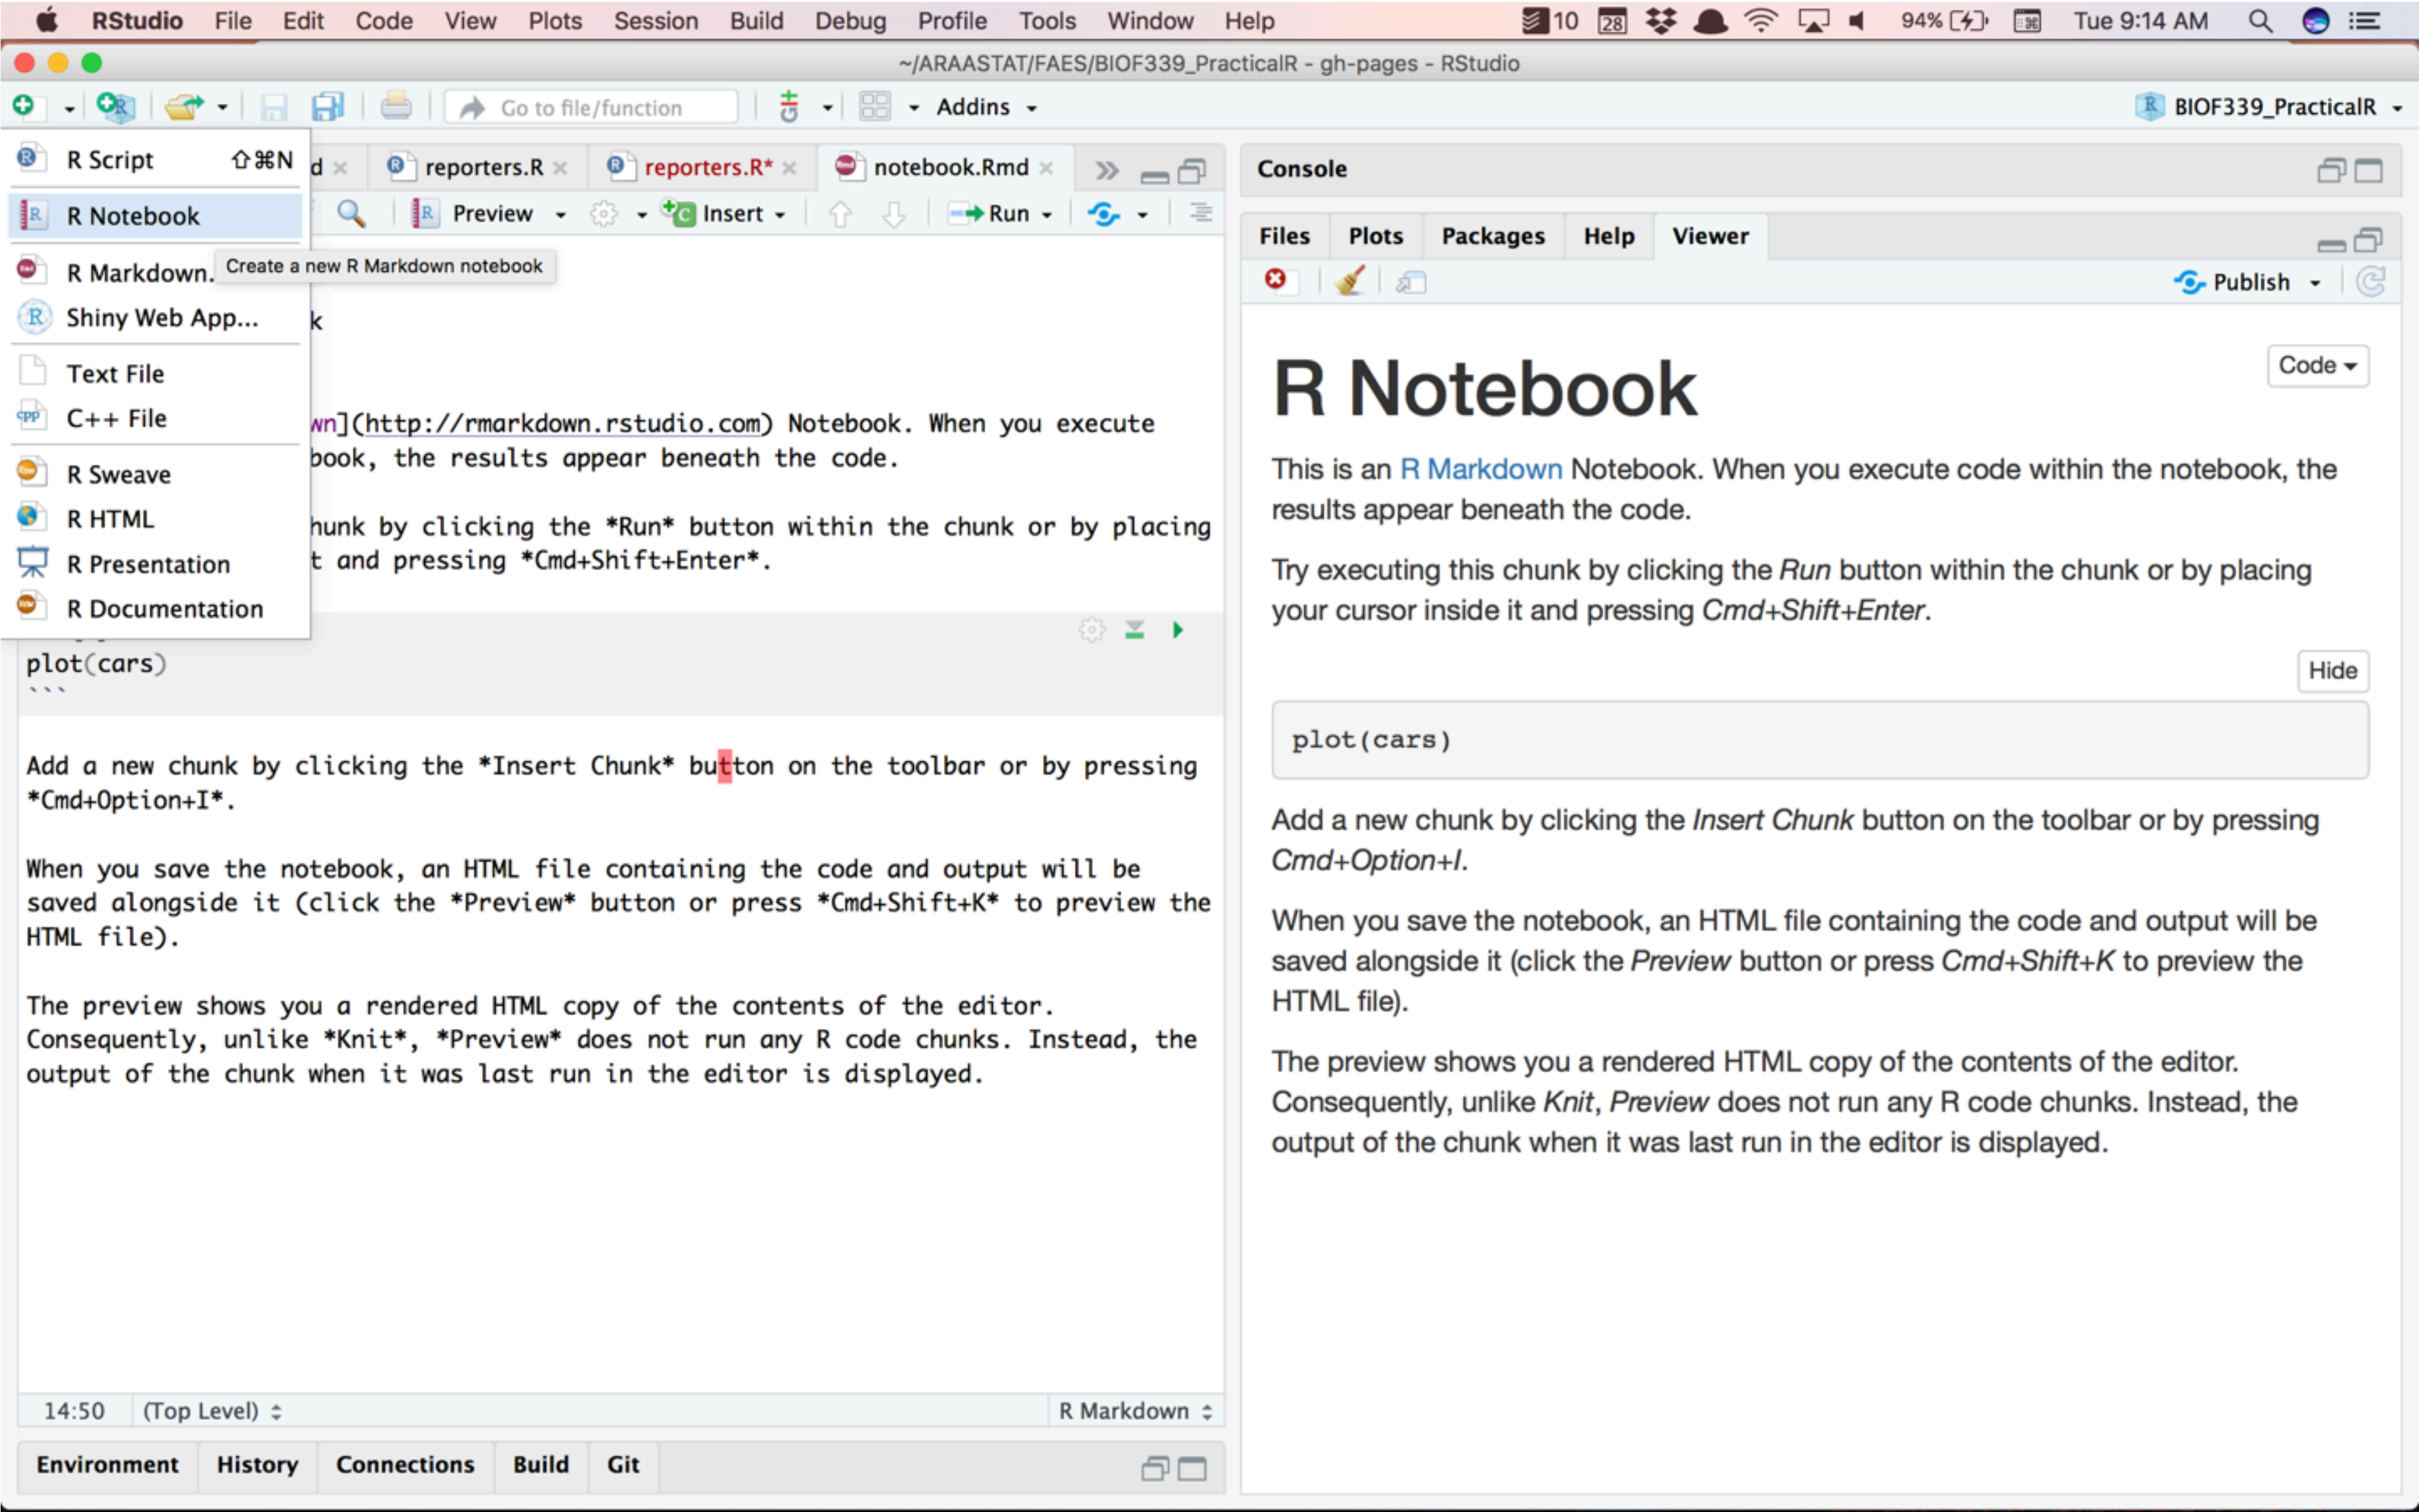 RStudio File Edit Code View Plots Session Build Debug Profile Tools Window Help 10 28 94% Tue 9:14 AM
~/ARAASTAT/FAES/BIOF339_PracticalR - gh-pages - RStudio
Go to file/function Addins BIOF339_PracticalR
R Script ⇧⌘N
R Notebook
Create a new R Markdown notebook
R Markdown.
Shiny Web App...
Text File
C++ File
R Sweave
R HTML
R Presentation
R Documentation
d reporters.R reporters.R* notebook.Rmd
Preview Insert Run
k
wn](http://rmarkdown.rstudio.com) Notebook. When you execute
book, the results appear beneath the code.
hunk by clicking the *Run* button within the chunk or by placing
t and pressing *Cmd+Shift+Enter*.
plot(cars)
```
Add a new chunk by clicking the *Insert Chunk* button on the toolbar or by pressing
*Cmd+Option+I*.
When you save the notebook, an HTML file containing the code and output will be
saved alongside it (click the *Preview* button or press *Cmd+Shift+K* to preview the
HTML file).
The preview shows you a rendered HTML copy of the contents of the editor.
Consequently, unlike *Knit*, *Preview* does not run any R code chunks. Instead, the
output of the chunk when it was last run in the editor is displayed.
14:50 (Top Level) R Markdown
Environment History Connections Build Git
Console
Files Plots Packages Help Viewer
Publish
Code
R Notebook
This is an R Markdown Notebook. When you execute code within the notebook, the
results appear beneath the code.
Try executing this chunk by clicking the Run button within the chunk or by placing
your cursor inside it and pressing Cmd+Shift+Enter.
Hide
plot(cars)
Add a new chunk by clicking the Insert Chunk button on the toolbar or by pressing
Cmd+Option+I.
When you save the notebook, an HTML file containing the code and output will be
saved alongside it (click the Preview button or press Cmd+Shift+K to preview the
HTML file).
The preview shows you a rendered HTML copy of the contents of the editor.
Consequently, unlike Knit, Preview does not run any R code chunks. Instead, the
output of the chunk when it was last run in the editor is displayed.